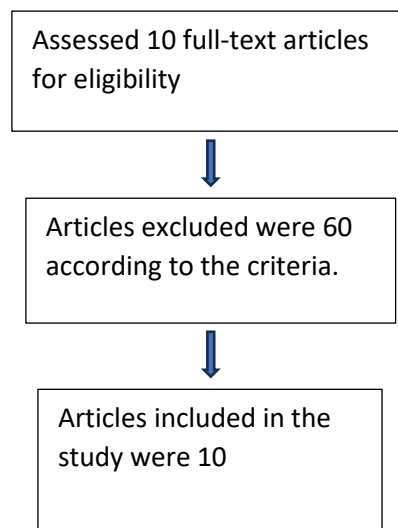 Assessed 10 full-text articles
for eligibility
Articles excluded were 60
according to the criteria.
Articles included in the
study were 10